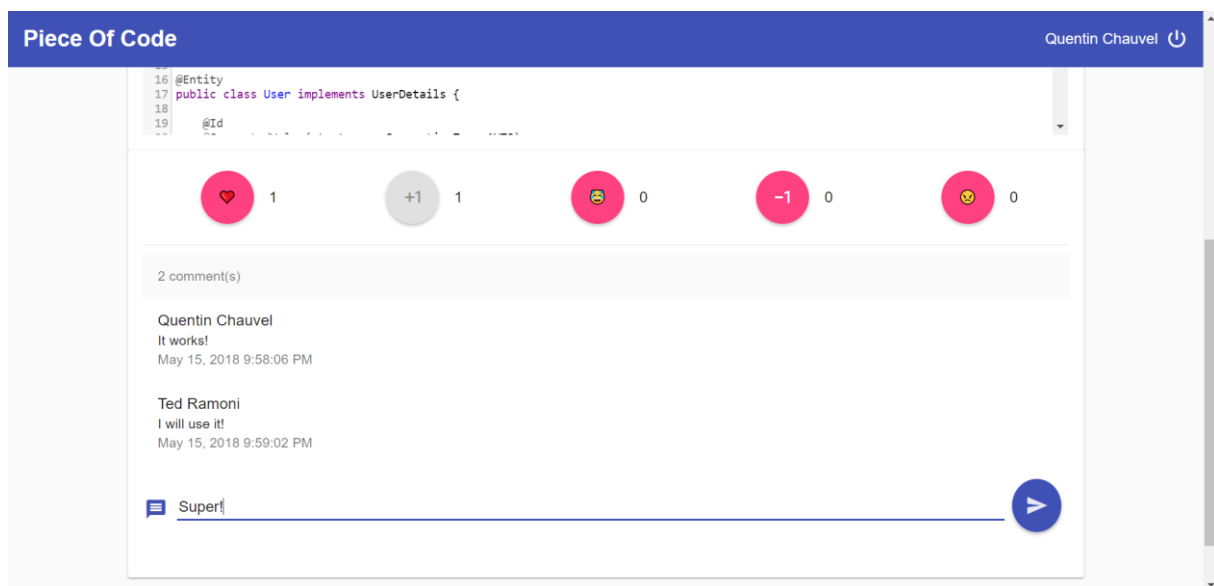 Piece Of Code
Quentin Chauvel
16 @Entity
17 public class User implements UserDetails {
18
19 @Id
1
+1 1
0
-1 0
0
2 comment(s)
Quentin Chauvel
It works!
May 15, 2018 9:58:06 PM
Ted Ramoni
I will use it!
May 15, 2018 9:59:02 PM
Super!